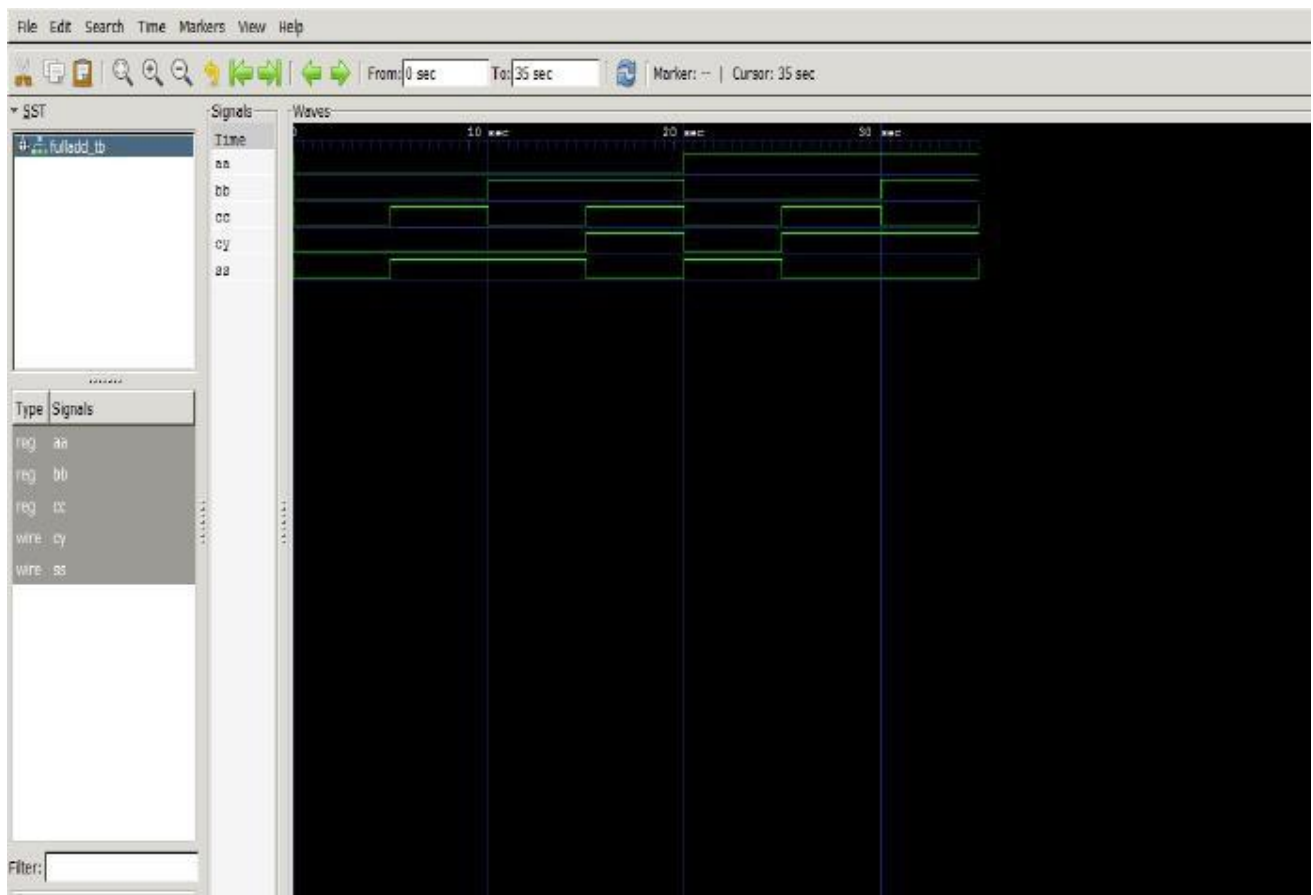 File Edit Search Time Markers View Help
From: 0 sec To: 35 sec Marker: -- | Cursor: 35 sec
SST
fulladd_tb
Signals
Time
aa
bb
cc
cy
ss
Waves
0 10 sec 20 sec 30 sec
Type Signals
reg aa
reg bb
reg cc
wire cy
wire ss
Filter: